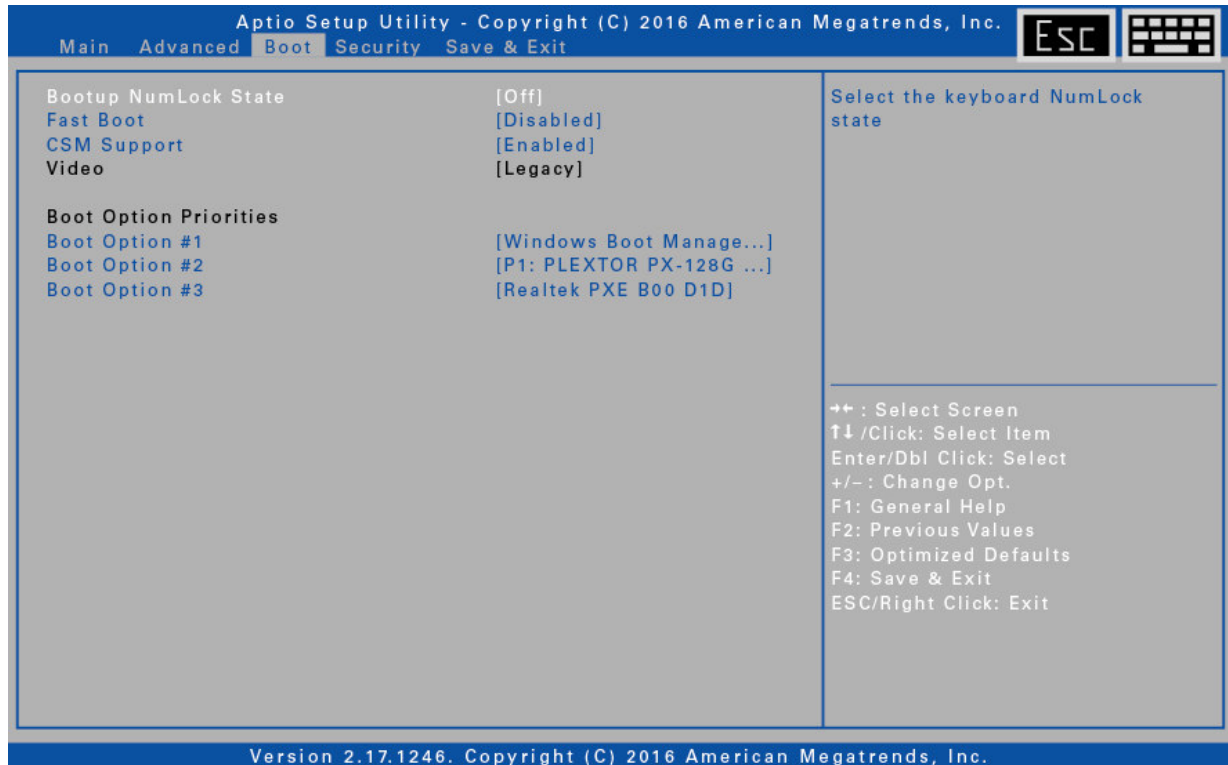 Aptio Setup Utility - Copyright (C) 2016 American Megatrends, Inc.
Esc
Main Advanced Boot Security Save & Exit
Bootup NumLock State [Off]
Fast Boot [Disabled]
CSM Support [Enabled]
Video [Legacy]
Boot Option Priorities
Boot Option #1 [Windows Boot Manage...]
Boot Option #2 [P1: PLEXTOR PX-128G ...]
Boot Option #3 [Realtek PXE B00 D1D]
Select the keyboard NumLock
state
→← : Select Screen
↑↓ /Click: Select Item
Enter/Dbl Click: Select
+/– : Change Opt.
F1: General Help
F2: Previous Values
F3: Optimized Defaults
F4: Save & Exit
ESC/Right Click: Exit
Version 2.17.1246. Copyright (C) 2016 American Megatrends, Inc.